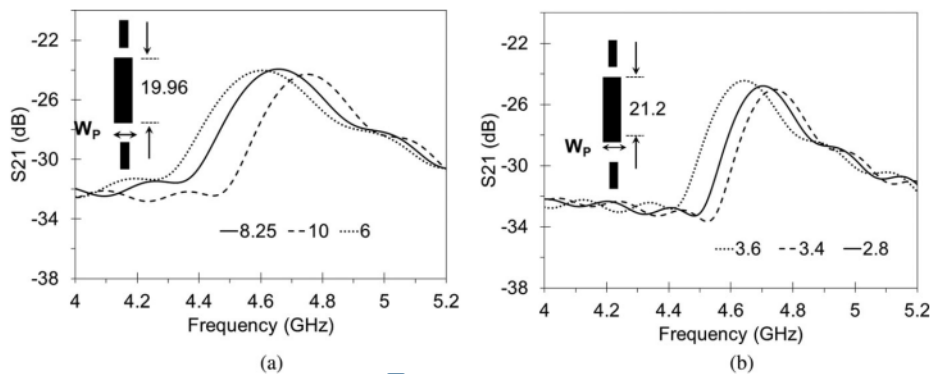 -22
-26
-30
-34
-38
S21 (dB)
19.96
WP
8.25 10 6
4 4.2 4.4 4.6 4.8 5 5.2
Frequency (GHz)
(a)
-22
-26
-30
-34
-38
S21 (dB)
21.2
WP
3.6 3.4 2.8
4 4.2 4.4 4.6 4.8 5 5.2
Frequency (GHz)
(b)